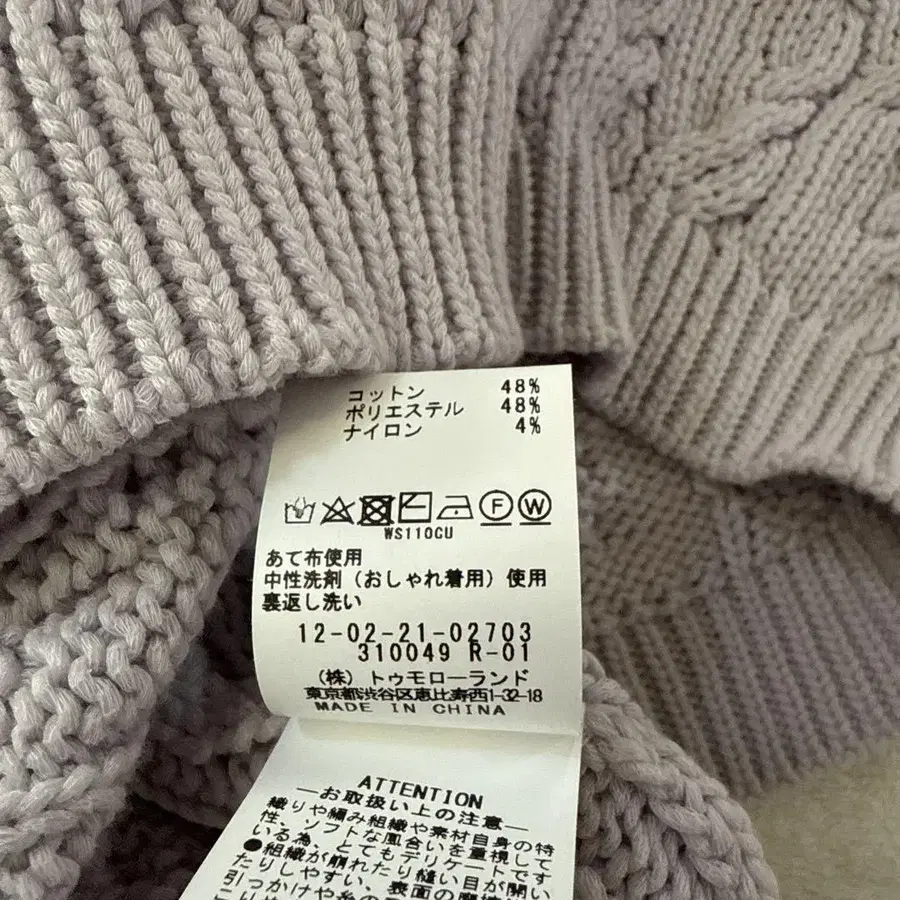 コットン 48%
ポリエステル 48%
ナイロン 4%
F W
WS110CU
あて布使用
中性洗剤(おしゃれ着用)使用
裏返し洗い
12-02-21-02703
310049 R-01
(株)トゥモローランド
東京都渋谷区恵比寿西1-32-18
MADE IN CHINA
ATTENTION
—お取扱い上の注意—
織りや編み組織や素材自身の特
性、ソフトな風合いを重視して
いる為、とてもデリケートです
●組織が崩れたり縫い目が開い
たりしやすい、表面の摩擦
引っかけや